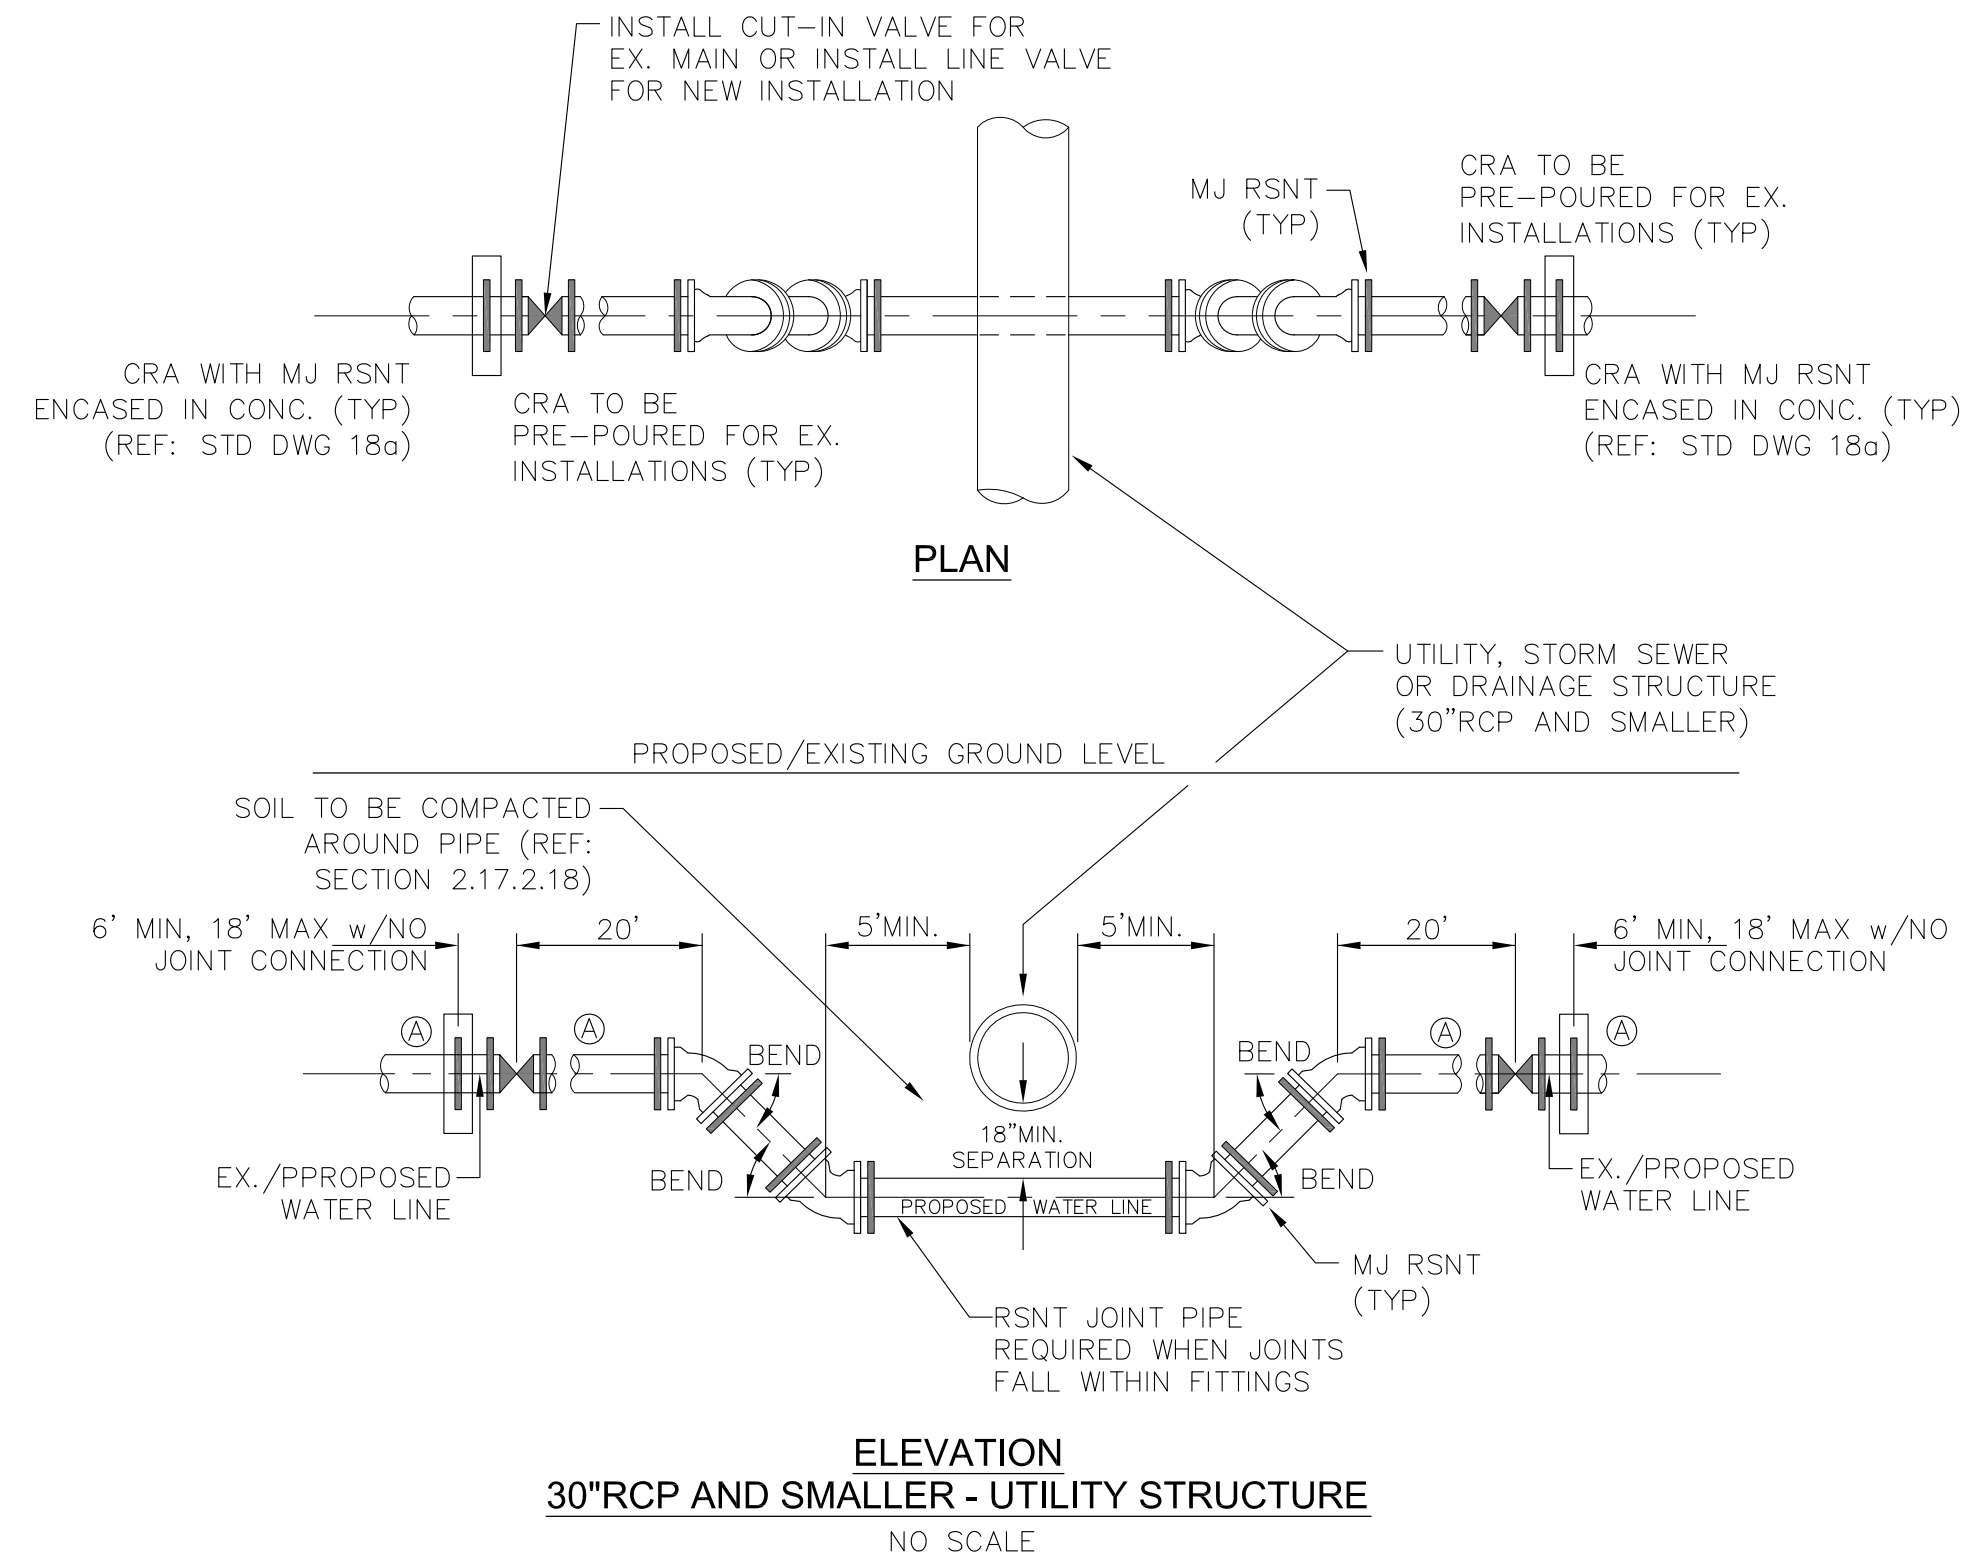 INSTALL CUT-IN VALVE FOR
EX. MAIN OR INSTALL LINE VALVE
FOR NEW INSTALLATION
MJ RSNT
(TYP)
CRA TO BE
PRE-POURED FOR EX.
INSTALLATIONS (TYP)
CRA WITH MJ RSNT
ENCASED IN CONC. (TYP)
(REF: STD DWG 18a)
CRA TO BE
PRE-POURED FOR EX.
INSTALLATIONS (TYP)
CRA WITH MJ RSNT
ENCASED IN CONC. (TYP)
(REF: STD DWG 18a)
PLAN
UTILITY, STORM SEWER
OR DRAINAGE STRUCTURE
(30"RCP AND SMALLER)
PROPOSED/EXISTING GROUND LEVEL
SOIL TO BE COMPACTED
AROUND PIPE (REF:
SECTION 2.17.2.18)
6' MIN, 18' MAX w/NO
JOINT CONNECTION
20'
5'MIN.
5'MIN.
20'
6' MIN, 18' MAX w/NO
JOINT CONNECTION
A
A
A
A
BEND
BEND
18"MIN.
SEPARATION
BEND
BEND
EX./PPROPOSED
WATER LINE
EX./PROPOSED
WATER LINE
PROPOSED WATER LINE
MJ RSNT
(TYP)
RSNT JOINT PIPE
REQUIRED WHEN JOINTS
FALL WITHIN FITTINGS
ELEVATION
30"RCP AND SMALLER - UTILITY STRUCTURE
NO SCALE